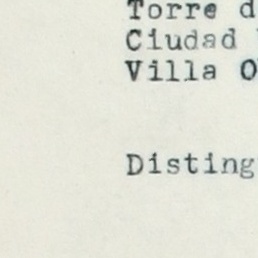 Torre d
Ciudad
Villa O
Disting